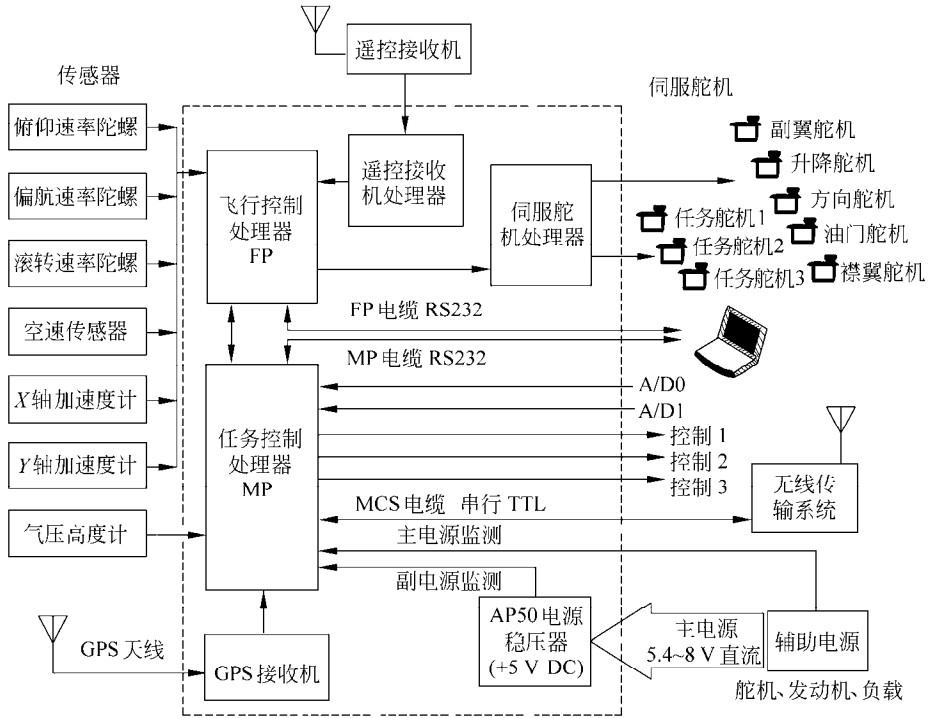 遥控接收机
传感器
伺服舵机
俯仰速率陀螺
偏航速率陀螺
滚转速率陀螺
空速传感器
X轴加速度计
Y轴加速度计
气压高度计
GPS 天线
飞行控制
处理器
FP
遥控接收
机处理器
伺服舵
机处理器
副翼舵机
升降舵机
方向舵机
任务舵机1
油门舵机
任务舵机2
襟翼舵机
任务舵机3
FP 电缆 RS232
MP 电缆 RS232
任务控制
处理器
MP
A/D0
A/D1
控制 1
控制 2
控制 3
MCS 电缆 串行 TTL
无线传
输系统
主电源监测
副电源监测
GPS 接收机
AP50 电源
稳压器
(+5 V DC)
主电源
5.4~8 V 直流
辅助电源
舵机、发动机、负载